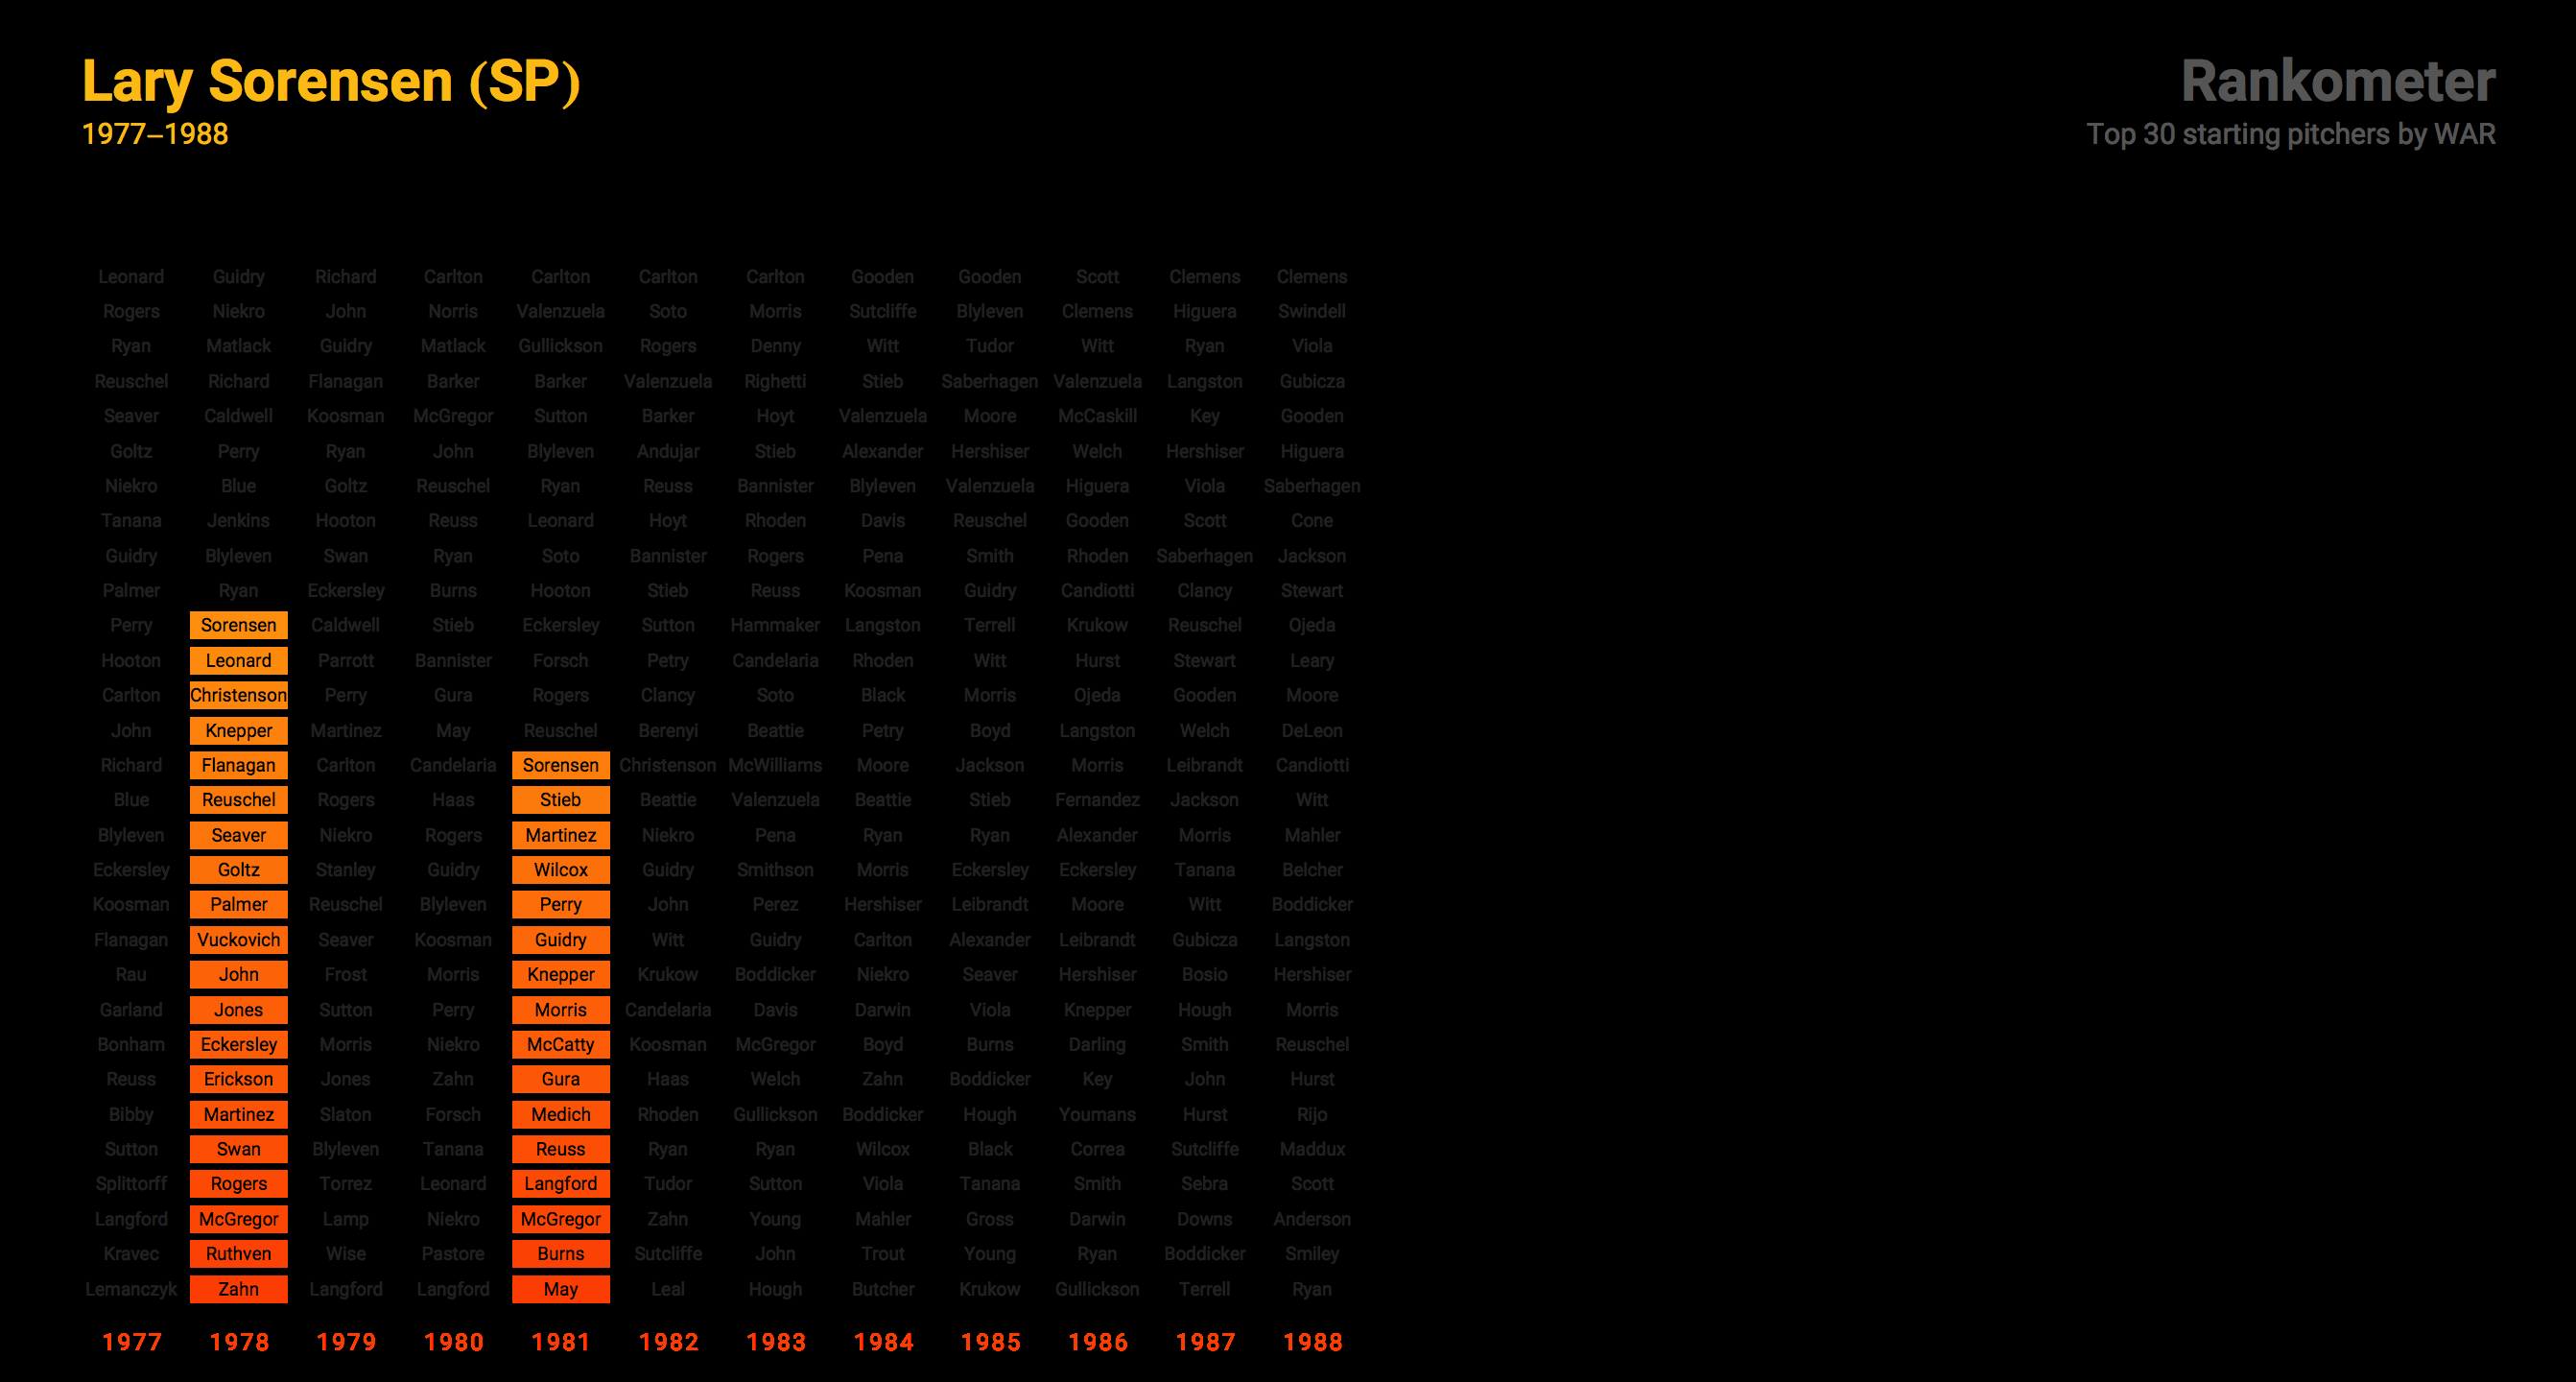 Lary Sorensen (SP)
1977–1988
Rankometer
Top 30 starting pitchers by WAR
Leonard Guidry Richard Carlton Carlton Carlton Carlton Gooden Gooden Scott Clemens Clemens
Rogers Niekro John Norris Valenzuela Soto Morris Sutcliffe Blyleven Clemens Higuera Swindell
Ryan Matlack Guidry Matlack Gullickson Rogers Denny Witt Tudor Witt Ryan Viola
Reuschel Richard Flanagan Barker Barker Valenzuela Righetti Stieb Saberhagen Valenzuela Langston Gubicza
Seaver Caldwell Koosman McGregor Sutton Barker Hoyt Valenzuela Moore McCaskill Key Gooden
Goltz Perry Ryan John Blyleven Andujar Stieb Alexander Hershiser Welch Hershiser Higuera
Niekro Blue Goltz Reuschel Ryan Reuss Bannister Blyleven Valenzuela Higuera Viola Saberhagen
Tanana Jenkins Hooton Reuss Leonard Hoyt Rhoden Davis Reuschel Gooden Scott Cone
Guidry Blyleven Swan Ryan Soto Bannister Rogers Pena Smith Rhoden Saberhagen Jackson
Palmer Ryan Eckersley Burns Hooton Stieb Reuss Koosman Guidry Candiotti Clancy Stewart
Perry Sorensen Caldwell Stieb Eckersley Sutton Hammaker Langston Terrell Krukow Reuschel Ojeda
Hooton Leonard Parrott Bannister Forsch Petry Candelaria Rhoden Witt Hurst Stewart Leary
Carlton Christenson Perry Gura Rogers Clancy Soto Black Morris Ojeda Gooden Moore
John Knepper Martinez May Reuschel Berenyi Beattie Petry Boyd Langston Welch DeLeon
Richard Flanagan Carlton Candelaria Sorensen Christenson McWilliams Moore Jackson Morris Leibrandt Candiotti
Blue Reuschel Rogers Haas Stieb Beattie Valenzuela Beattie Stieb Fernandez Jackson Witt
Blyleven Seaver Niekro Rogers Martinez Niekro Pena Ryan Ryan Alexander Morris Mahler
Eckersley Goltz Stanley Guidry Wilcox Guidry Smithson Morris Eckersley Eckersley Tanana Belcher
Koosman Palmer Reuschel Blyleven Perry John Perez Hershiser Leibrandt Moore Witt Boddicker
Flanagan Vuckovich Seaver Koosman Guidry Witt Guidry Carlton Alexander Leibrandt Gubicza Langston
Rau John Frost Morris Knepper Krukow Boddicker Niekro Seaver Hershiser Bosio Hershiser
Garland Jones Sutton Perry Morris Candelaria Davis Darwin Viola Knepper Hough Morris
Bonham Eckersley Morris Niekro McCatty Koosman McGregor Boyd Burns Darling Smith Reuschel
Reuss Erickson Jones Zahn Gura Haas Welch Zahn Boddicker Key John Hurst
Bibby Martinez Slaton Forsch Medich Rhoden Gullickson Boddicker Hough Youmans Hurst Rijo
Sutton Swan Blyleven Tanana Reuss Ryan Ryan Wilcox Black Correa Sutcliffe Maddux
Splittorff Rogers Torrez Leonard Langford Tudor Sutton Viola Tanana Smith Sebra Scott
Langford McGregor Lamp Niekro McGregor Zahn Young Mahler Gross Darwin Downs Anderson
Kravec Ruthven Wise Pastore Burns Sutcliffe John Trout Young Ryan Boddicker Smiley
Lemanczyk Zahn Langford Langford May Leal Hough Butcher Krukow Gullickson Terrell Ryan
1977 1978 1979 1980 1981 1982 1983 1984 1985 1986 1987 1988